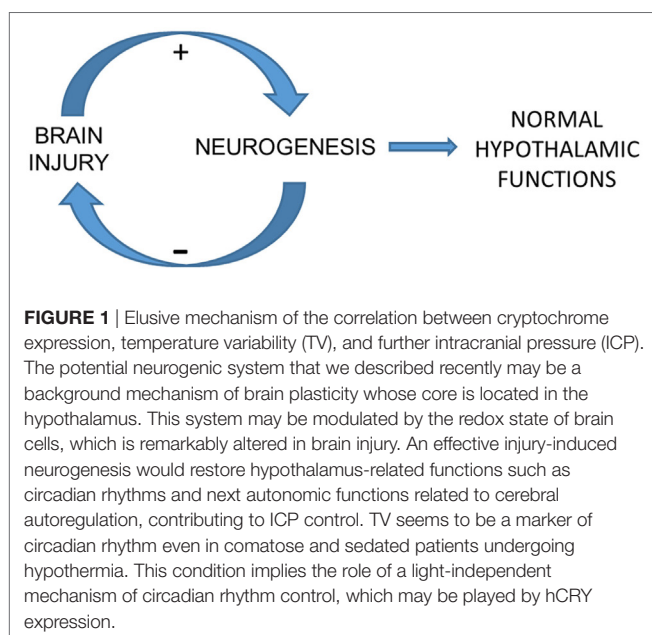 +
BRAIN
INJURY
NEUROGENESIS
NORMAL
HYPOTHALAMIC
FUNCTIONS
-
FIGURE 1 | Elusive mechanism of the correlation between cryptochrome
expression, temperature variability (TV), and further intracranial pressure (ICP).
The potential neurogenic system that we described recently may be a
background mechanism of brain plasticity whose core is located in the
hypothalamus. This system may be modulated by the redox state of brain
cells, which is remarkably altered in brain injury. An effective injury-induced
neurogenesis would restore hypothalamus-related functions such as
circadian rhythms and next autonomic functions related to cerebral
autoregulation, contributing to ICP control. TV seems to be a marker of
circadian rhythm even in comatose and sedated patients undergoing
hypothermia. This condition implies the role of a light-independent
mechanism of circadian rhythm control, which may be played by hCRY
expression.